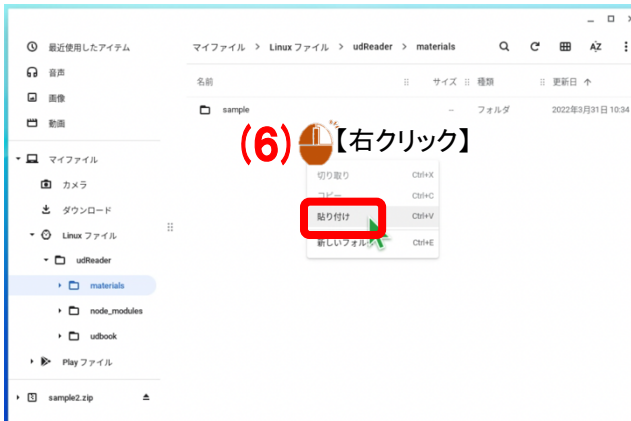 最近使用したアイテム
音声
画像
動画
マイファイル
カメラ
ダウンロード
Linux ファイル
udReader
materials
node_modules
udbook
Play ファイル
sample2.zip
マイファイル > Linux ファイル > udReader > materials
AZ
名前 サイズ 種類 更新日
sample -- フォルダ 2022年3月31日 10:34
(6) 【右クリック】
切り取り Ctrl+X
コピー Ctrl+C
貼り付け Ctrl+V
新しいフォル Ctrl+E